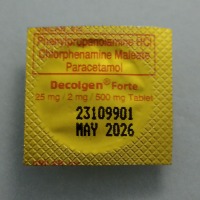 Phenylpropanolamine HCl
Chlorphenamine Maleate
Paracetamol
Decolgen® Forte
25 mg / 2 mg / 500 mg Tablet
23109901
MAY 2026